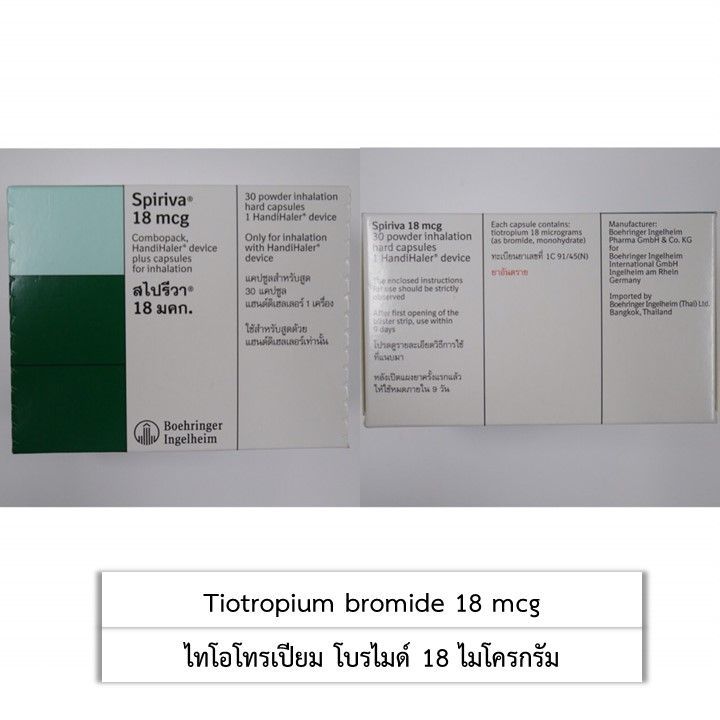 Spiriva®
18 mcg
Combopack,
HandiHaler® device
plus capsules
for inhalation
สไปรีวา®
18 มคก.
Boehringer
Ingelheim
30 powder inhalation
hard capsules
1 HandiHaler® device
Only for inhalation
with HandiHaler®
device
แคปซูลสำหรับสูด
30 แคปซูล
แฮนด์ดิเฮลเลอร์ 1 เครื่อง
ใช้สำหรับสูดด้วย
แฮนด์ดิเฮลเลอร์เท่านั้น
Spiriva 18 mcg
30 powder inhalation
hard capsules
1 HandiHaler® device
The enclosed instructions
for use should be strictly
observed
After first opening of the
blister strip, use within
9 days
โปรดดูรายละเอียดวิธีการใช้
ที่แนบมา
หลังเปิดแผงยาครั้งแรกแล้ว
ให้ใช้หมดภายใน 9 วัน
Each capsule contains:
tiotropium 18 micrograms
(as bromide, monohydrate)
ทะเบียนยาเลขที่ 1C 91/45(N)
ยาอันตราย
Manufacturer:
Boehringer Ingelheim
Pharma GmbH & Co. KG
for
Boehringer Ingelheim
International GmbH
Ingelheim am Rhein
Germany
Imported by
Boehringer Ingelheim (Thai) Ltd.
Bangkok, Thailand
Tiotropium bromide 18 mcg
ไทโอโทรเปียม โบรไมด์ 18 ไมโครกรัม